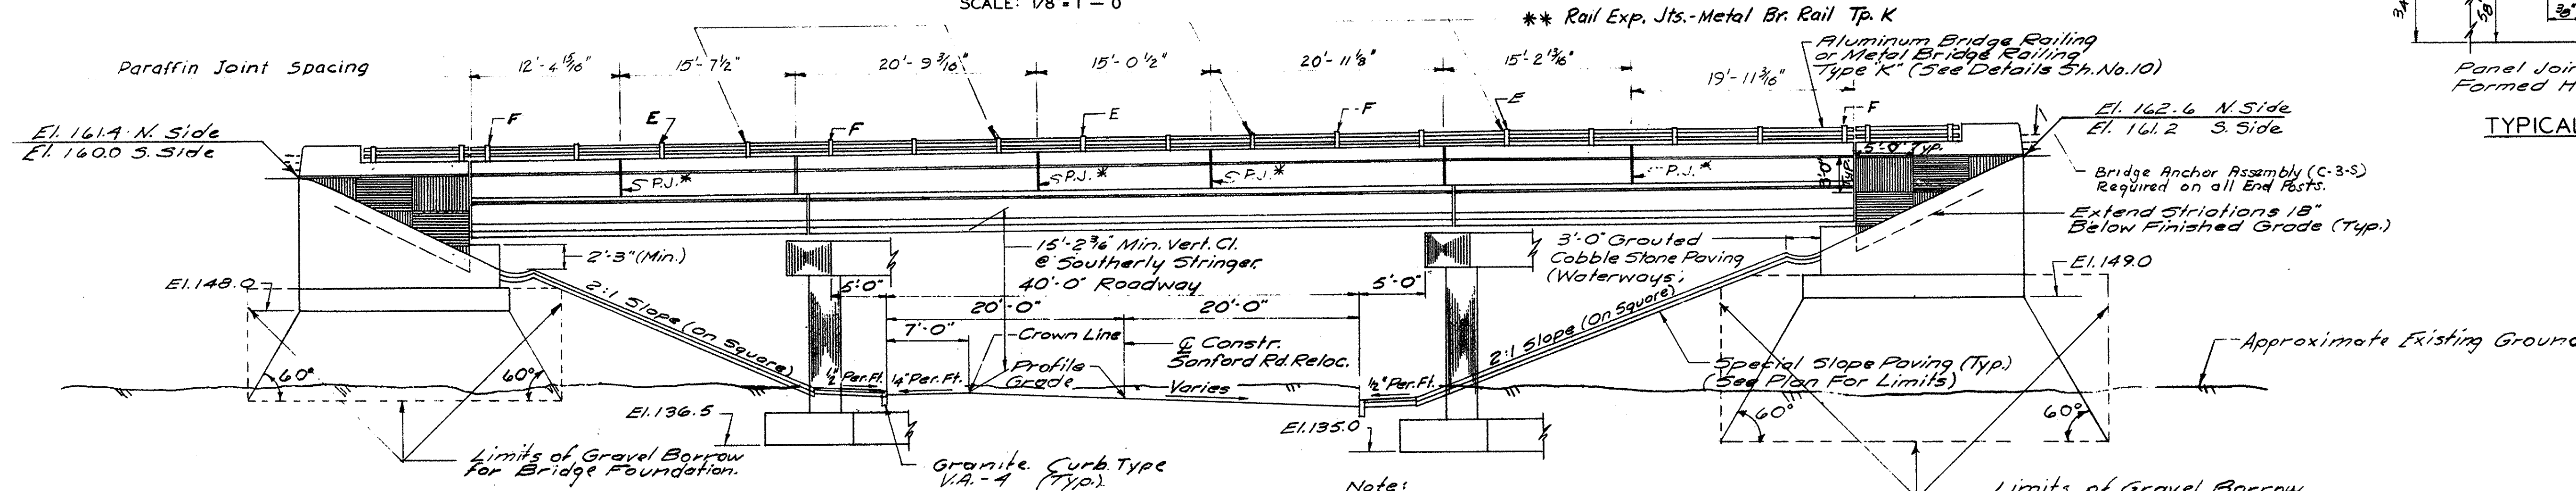 SCALE: 1/8 = 1 - 0
** Rail Exp. Jts.-Metal Br. Rail Tp. K
Paraffin Joint Spacing
12'-4 15/16"
15'-7 1/2"
20'-9 3/16"
15'-0 1/2"
20'-11 1/8"
15'-2 13/16"
19'-11 3/16"
Aluminum Bridge Railing
or Metal Bridge Railing
Type "K" (See Details Sh. No. 10)
Panel Join
Formed H
TYPICAL
El. 161.4 N. Side
El. 160.0 S. Side
F
E
F
E
F
E
F
El. 162.6 N. Side
El. 161.2 S. Side
P.J.*
P.J.*
P.J.*
P.J.*
5'-0" Typ.
3'-0" Typ.
Bridge Anchor Assembly (C-3-S)
Required on all End Posts.
Extend Striations 18"
Below Finished Grade (Typ.)
2'-3" (Min.)
15'-2 3/16" Min. Vert. Cl.
@ Southerly Stringer
40'-0" Roadway
3'-0" Grouted
Cobble Stone Paving
(Waterways)
El. 148.0
El. 149.0
5'-0"
20'-0"
20'-0"
5'-0"
7'-0"
2:1 Slope (On Square)
2:1 Slope (On Square)
Crown Line
Profile
Grade
℄ Constr.
Sanford Rd. Reloc.
Varies
1/2" Per. Ft.
1/4" Per. Ft.
1/2" Per. Ft.
Special Slope Paving (Typ.)
(See Plan For Limits)
Approximate Existing Groun
60°
60°
60°
60°
El. 136.5
El. 135.0
Limits of Gravel Borrow
for Bridge Foundation.
Granite Curb Type
V.A.-4 (Typ.)
Note:
Limits of Gravel Borrow